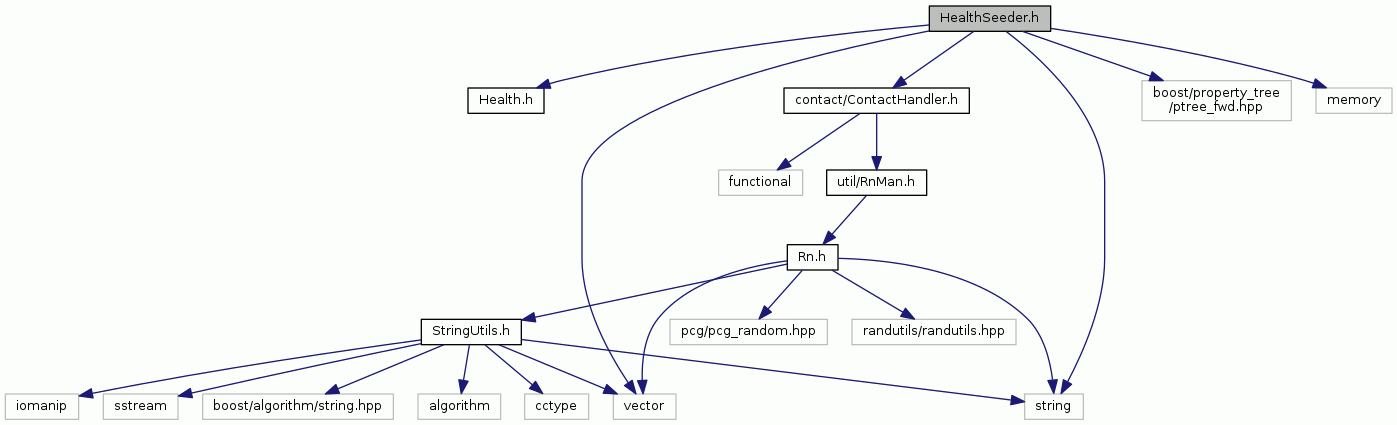 HealthSeeder.h
Health.h
contact/ContactHandler.h
boost/property_tree
/ptree_fwd.hpp
memory
functional
util/RnMan.h
Rn.h
StringUtils.h
pcg/pcg_random.hpp
randutils/randutils.hpp
iomanip
sstream
boost/algorithm/string.hpp
algorithm
cctype
vector
string